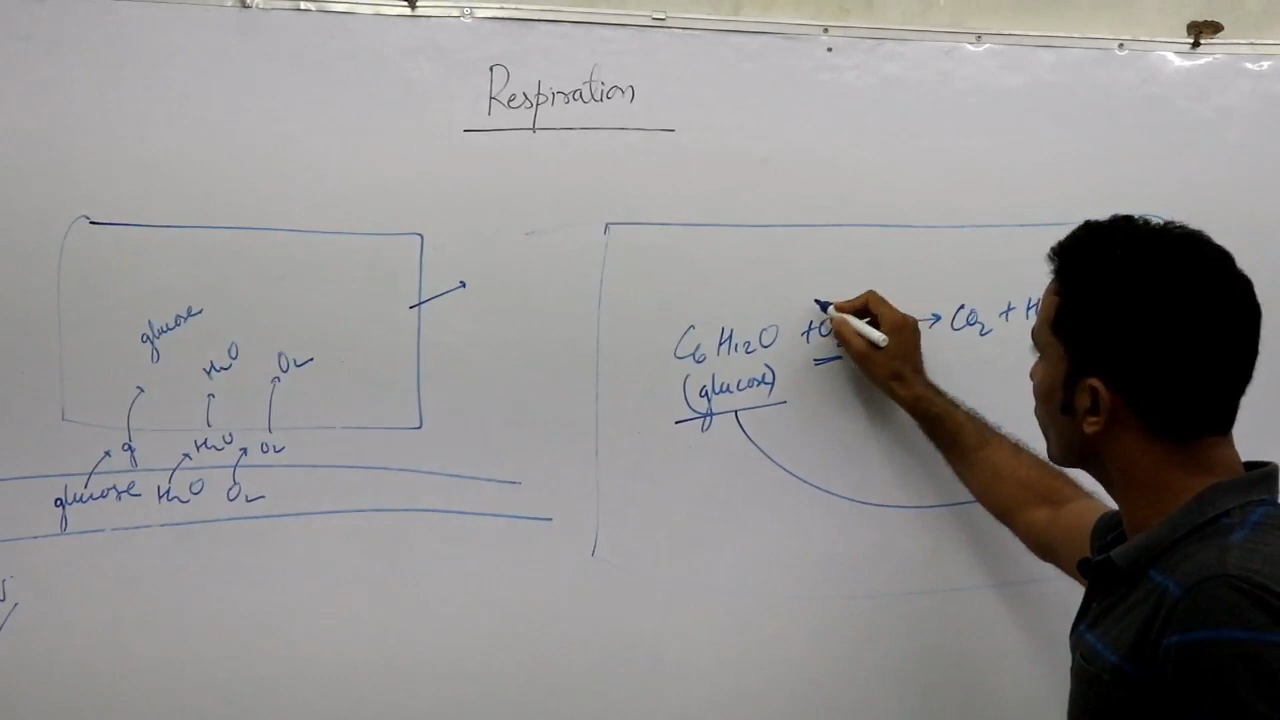 Respiration
glucose
H₂O
O₂
g H₂O O₂
glucose H₂O O₂
C₆H₁₂O + O → CO₂ + H
(glucose)